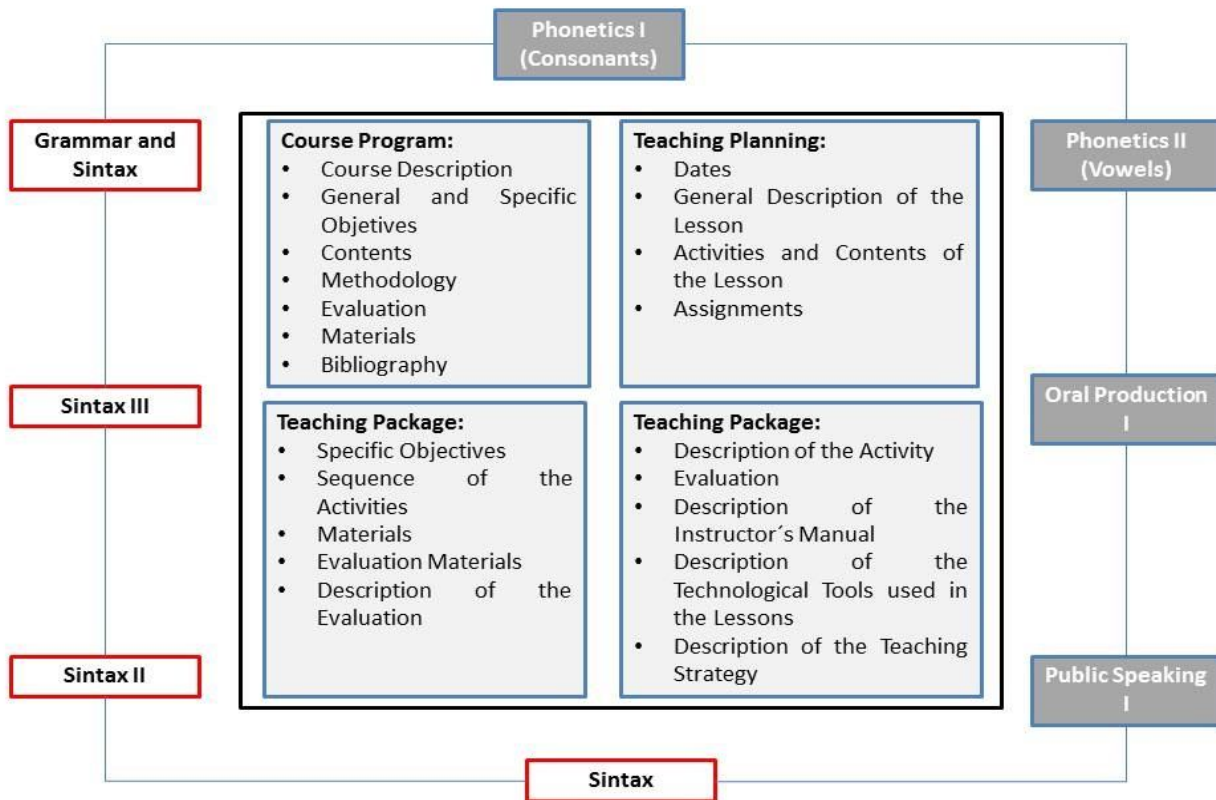 Phonetics I
(Consonants)
Grammar and
Sintax
Course Program:
• Course Description
• General and Specific
Objetives
• Contents
• Methodology
• Evaluation
• Materials
• Bibliography
Teaching Planning:
• Dates
• General Description of the
Lesson
• Activities and Contents of
the Lesson
• Assignments
Phonetics II
(Vowels)
Sintax III
Teaching Package:
• Specific Objectives
• Sequence of the
Activities
• Materials
• Evaluation Materials
• Description of the
Evaluation
Teaching Package:
• Description of the Activity
• Evaluation
• Description of the
Instructor´s Manual
• Description of the
Technological Tools used in
the Lessons
• Description of the Teaching
Strategy
Oral Production
I
Sintax II
Public Speaking
I
Sintax